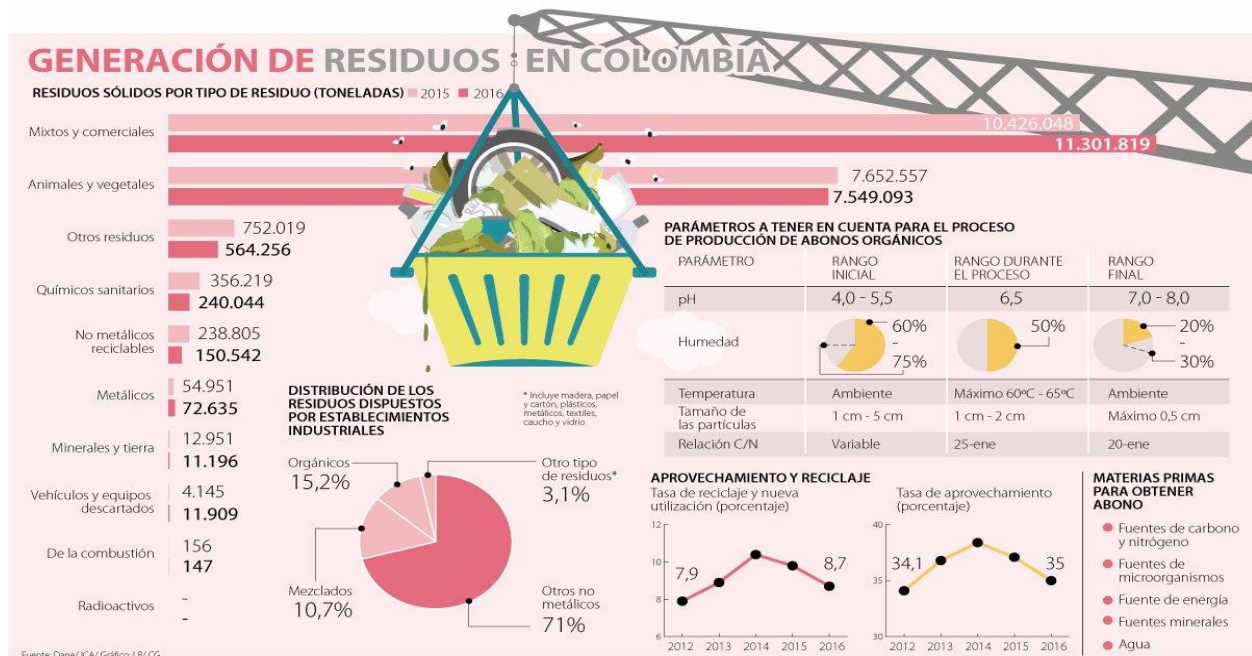 GENERACIÓN DE RESIDUOS EN COLOMBIA
RESIDUOS SÓLIDOS POR TIPO DE RESIDUO (TONELADAS) 2015 2016
Mixtos y comerciales
10,426.048
11.301.819
Animales y vegetales
7.652.557
7.549.093
Otros residuos
752.019
564.256
Químicos sanitarios
356.219
240.044
No metálicos
reciclables
238.805
150.542
Metálicos
54.951
72.635
Minerales y tierra
12.951
11.196
Vehículos y equipos
descartados
4.145
11.909
De la combustión
156
147
Radioactivos
-
-
DISTRIBUCIÓN DE LOS
RESIDUOS DISPUESTOS
POR ESTABLECIMIENTOS
INDUSTRIALES
* Incluye madera, papel
y cartón, plásticos,
metálicos, textiles,
caucho y vidrio
Orgánicos
15,2%
Otro tipo
de residuos*
3,1%
Mezclados
10,7%
Otros no
metálicos
71%
PARÁMETROS A TENER EN CUENTA PARA EL PROCESO
DE PRODUCCIÓN DE ABONOS ORGÁNICOS
PARÁMETRO RANGO INICIAL RANGO DURANTE EL PROCESO RANGO FINAL
pH 4,0 - 5,5 6,5 7,0 - 8,0
Humedad 60% - 75% 50% 20% - 30%
Temperatura Ambiente Máximo 60ºC - 65ºC Ambiente
Tamaño de las partículas 1 cm - 5 cm 1 cm - 2 cm Máximo 0,5 cm
Relación C/N Variable 25-ene 20-ene
APROVECHAMIENTO Y RECICLAJE
Tasa de reciclaje y nueva
utilización (porcentaje)
12
10
8
6
7,9
8,7
2012 2013 2014 2015 2016
Tasa de aprovechamiento
(porcentaje)
40
35
30
34,1
35
2012 2013 2014 2015 2016
MATERIAS PRIMAS
PARA OBTENER
ABONO
Fuentes de carbono
y nitrógeno
Fuentes de
microorganismos
Fuente de energía
Fuentes minerales
Agua
Fuente: Dane/ ICA/ Gráfico: LR/ CG